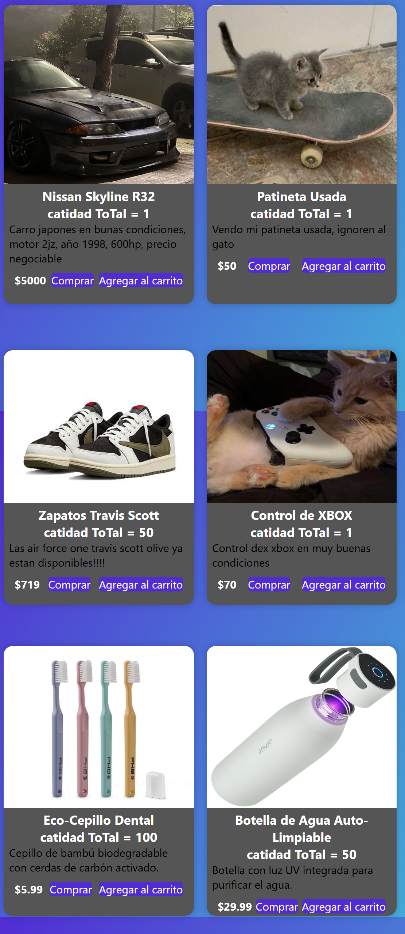 Nissan Skyline R32
catidad ToTal = 1
Carro japones en bunas condiciones,
motor 2jz, año 1998, 600hp, precio
negociable
$5000 Comprar Agregar al carrito
Patineta Usada
catidad ToTal = 1
Vendo mi patineta usada, ignoren al
gato
$50 Comprar Agregar al carrito
Zapatos Travis Scott
catidad ToTal = 50
Las air force one travis scott olive ya
estan disponibles!!!!
$719 Comprar Agregar al carrito
Control de XBOX
catidad ToTal = 1
Control dex xbox en muy buenas
condiciones
$70 Comprar Agregar al carrito
Eco-Cepillo Dental
catidad ToTal = 100
Cepillo de bambú biodegradable
con cerdas de carbón activado.
$5.99 Comprar Agregar al carrito
Botella de Agua Auto-
Limpiable
catidad ToTal = 50
Botella con luz UV integrada para
purificar el agua.
$29.99 Comprar Agregar al carrito